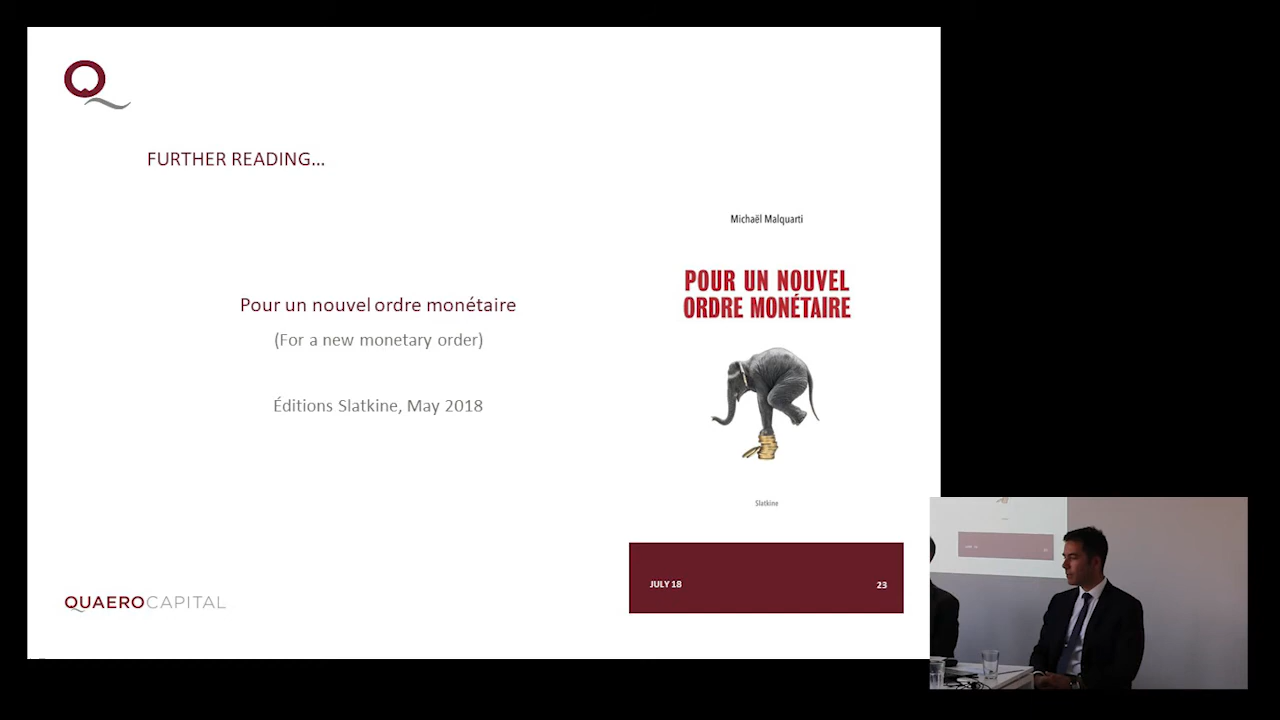 Q
FURTHER READING...
Pour un nouvel ordre monétaire
(For a new monetary order)
Éditions Slatkine, May 2018
Michaël Malquarti
POUR UN NOUVEL
ORDRE MONÉTAIRE
Slatkine
JULY 18
23
QUAEROCAPITAL